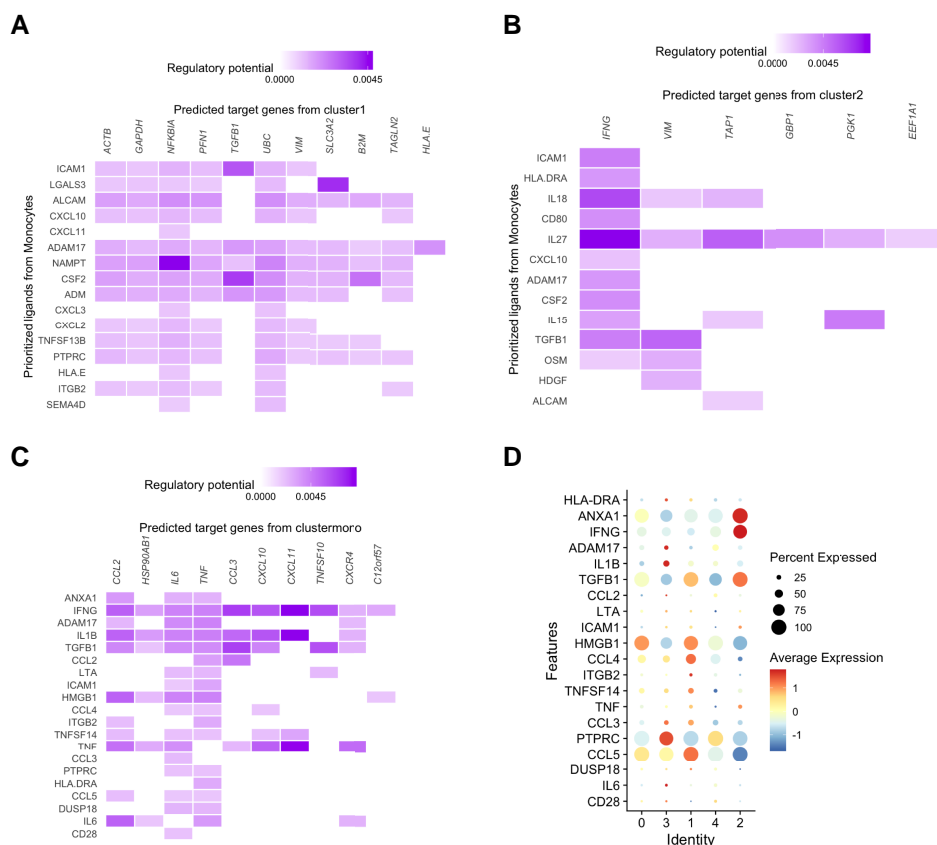 A
Regulatory potential
0.0000 0.0045
Predicted target genes from cluster1
ACTB GAPDH NFKBIA PFN1 TGFB1 UBC VIM SLC3A2 B2M TAGLN2 HLA.E
Prioritized ligands from Monocytes
ICAM1
LGALS3
ALCAM
CXCL10
CXCL11
ADAM17
NAMPT
CSF2
ADM
CXCL3
CXCL2
TNFSF13B
PTPRC
HLA.E
ITGB2
SEMA4D
B
Regulatory potential
0.0000 0.0045
Predicted target genes from cluster2
IFNG VIM TAP1 GBP1 PGK1 EEF1A1
Prioritized ligands from Monocytes
ICAM1
HLA.DRA
IL18
CD80
IL27
CXCL10
ADAM17
CSF2
IL15
TGFB1
OSM
HDGF
ALCAM
C
Regulatory potential
0.0000 0.0045
Predicted target genes from clustermono
CCL2 HSP90AB1 IL6 TNF CCL3 CXCL10 CXCL11 TNFSF10 CXCR4 C12orf57
ANXA1
IFNG
ADAM17
IL1B
TGFB1
CCL2
LTA
ICAM1
HMGB1
CCL4
ITGB2
TNFSF14
TNF
CCL3
PTPRC
HLA.DRA
CCL5
DUSP18
IL6
CD28
D
Features
HLA-DRA
ANXA1
IFNG
ADAM17
IL1B
TGFB1
CCL2
LTA
ICAM1
HMGB1
CCL4
ITGB2
TNFSF14
TNF
CCL3
PTPRC
CCL5
DUSP18
IL6
CD28
0 3 1 4 2
Identity
Percent Expressed
25
50
75
100
Average Expression
1
0
-1